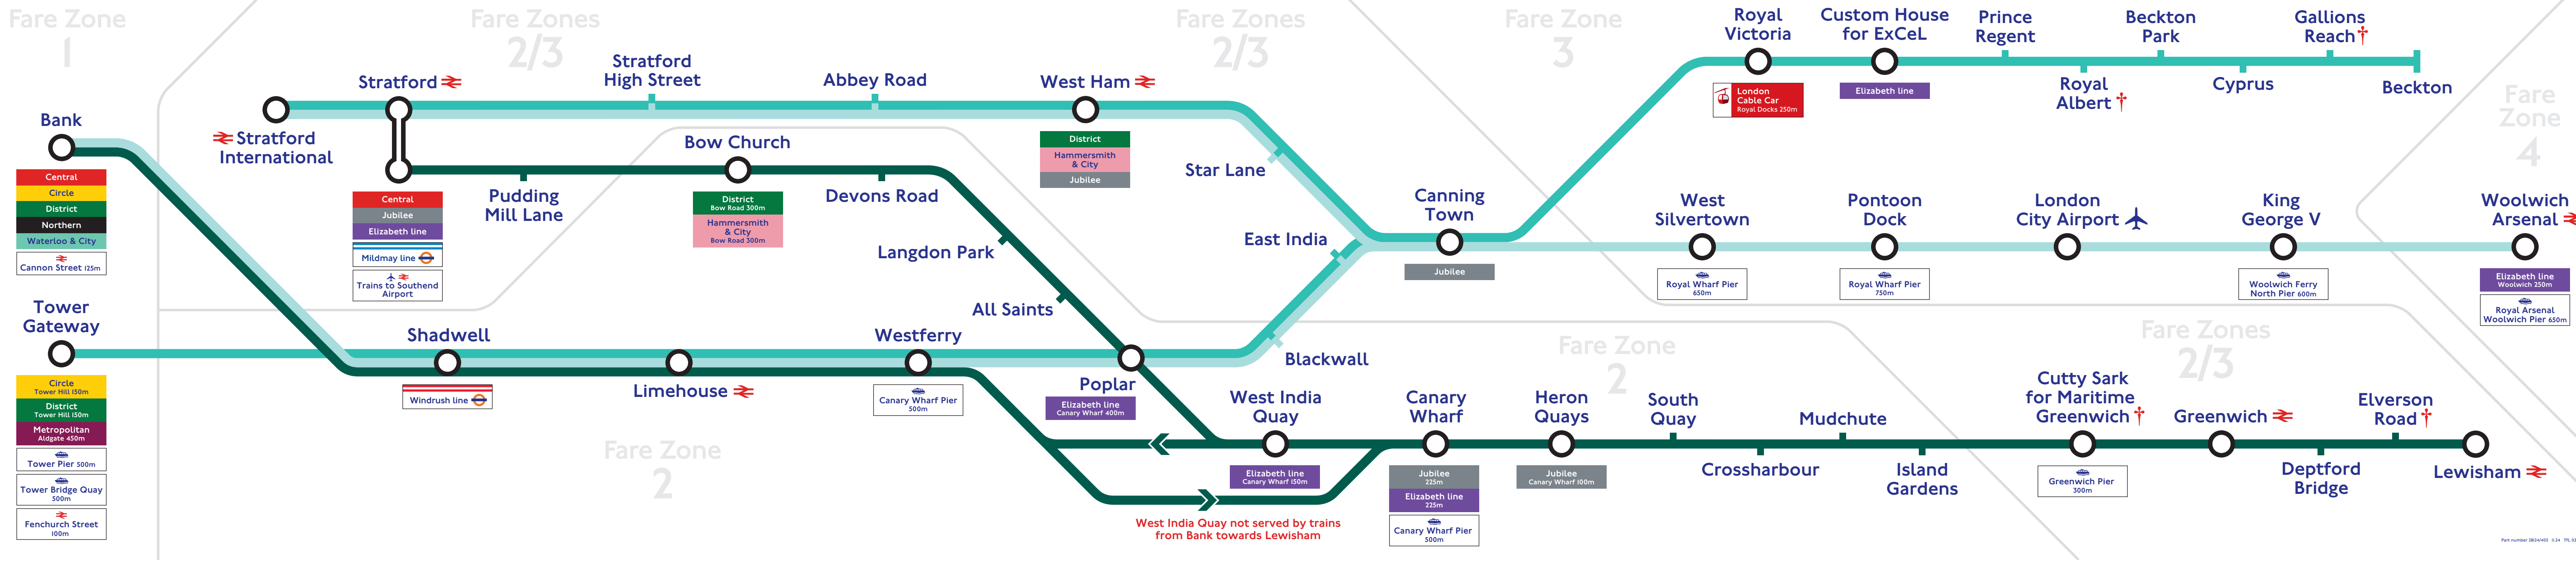 Fare Zone
1
Fare Zones
2/3
Fare Zones
2/3
Fare Zone
3
Fare
Zone
4
Fare Zone
2
Fare Zones
2/3
Fare Zone
2
Bank
Central
Circle
District
Northern
Waterloo & City
Cannon Street 125m
Tower
Gateway
Circle
Tower Hill 150m
District
Tower Hill 150m
Metropolitan
Aldgate 450m
Tower Pier 500m
Tower Bridge Quay
500m
Fenchurch Street
100m
Stratford
International
Stratford
Central
Jubilee
Elizabeth line
Mildmay line
Trains to Southend
Airport
Stratford
High Street
Abbey Road
West Ham
District
Hammersmith
& City
Jubilee
Pudding
Mill Lane
Bow Church
District
Bow Road 300m
Hammersmith
& City
Bow Road 300m
Devons Road
Langdon Park
All Saints
Star Lane
East India
Blackwall
Canning
Town
Jubilee
Royal
Victoria
London
Cable Car
Royal Docks 250m
Custom House
for ExCeL
Elizabeth line
Prince
Regent
Royal
Albert †
Beckton
Park
Cyprus
Gallions
Reach †
Beckton
West
Silvertown
Royal Wharf Pier
650m
Pontoon
Dock
Royal Wharf Pier
750m
London
City Airport
King
George V
Woolwich Ferry
North Pier 600m
Woolwich
Arsenal
Elizabeth line
Woolwich 250m
Royal Arsenal
Woolwich Pier 650m
Shadwell
Windrush line
Limehouse
Westferry
Canary Wharf Pier
500m
Poplar
Elizabeth line
Canary Wharf 400m
West India
Quay
Elizabeth line
Canary Wharf 150m
West India Quay not served by trains
from Bank towards Lewisham
Canary
Wharf
Jubilee
225m
Elizabeth line
225m
Canary Wharf Pier
500m
Heron
Quays
Jubilee
Canary Wharf 100m
South
Quay
Crossharbour
Mudchute
Island
Gardens
Cutty Sark
for Maritime
Greenwich †
Greenwich Pier
300m
Greenwich
Deptford
Bridge
Elverson
Road †
Lewisham